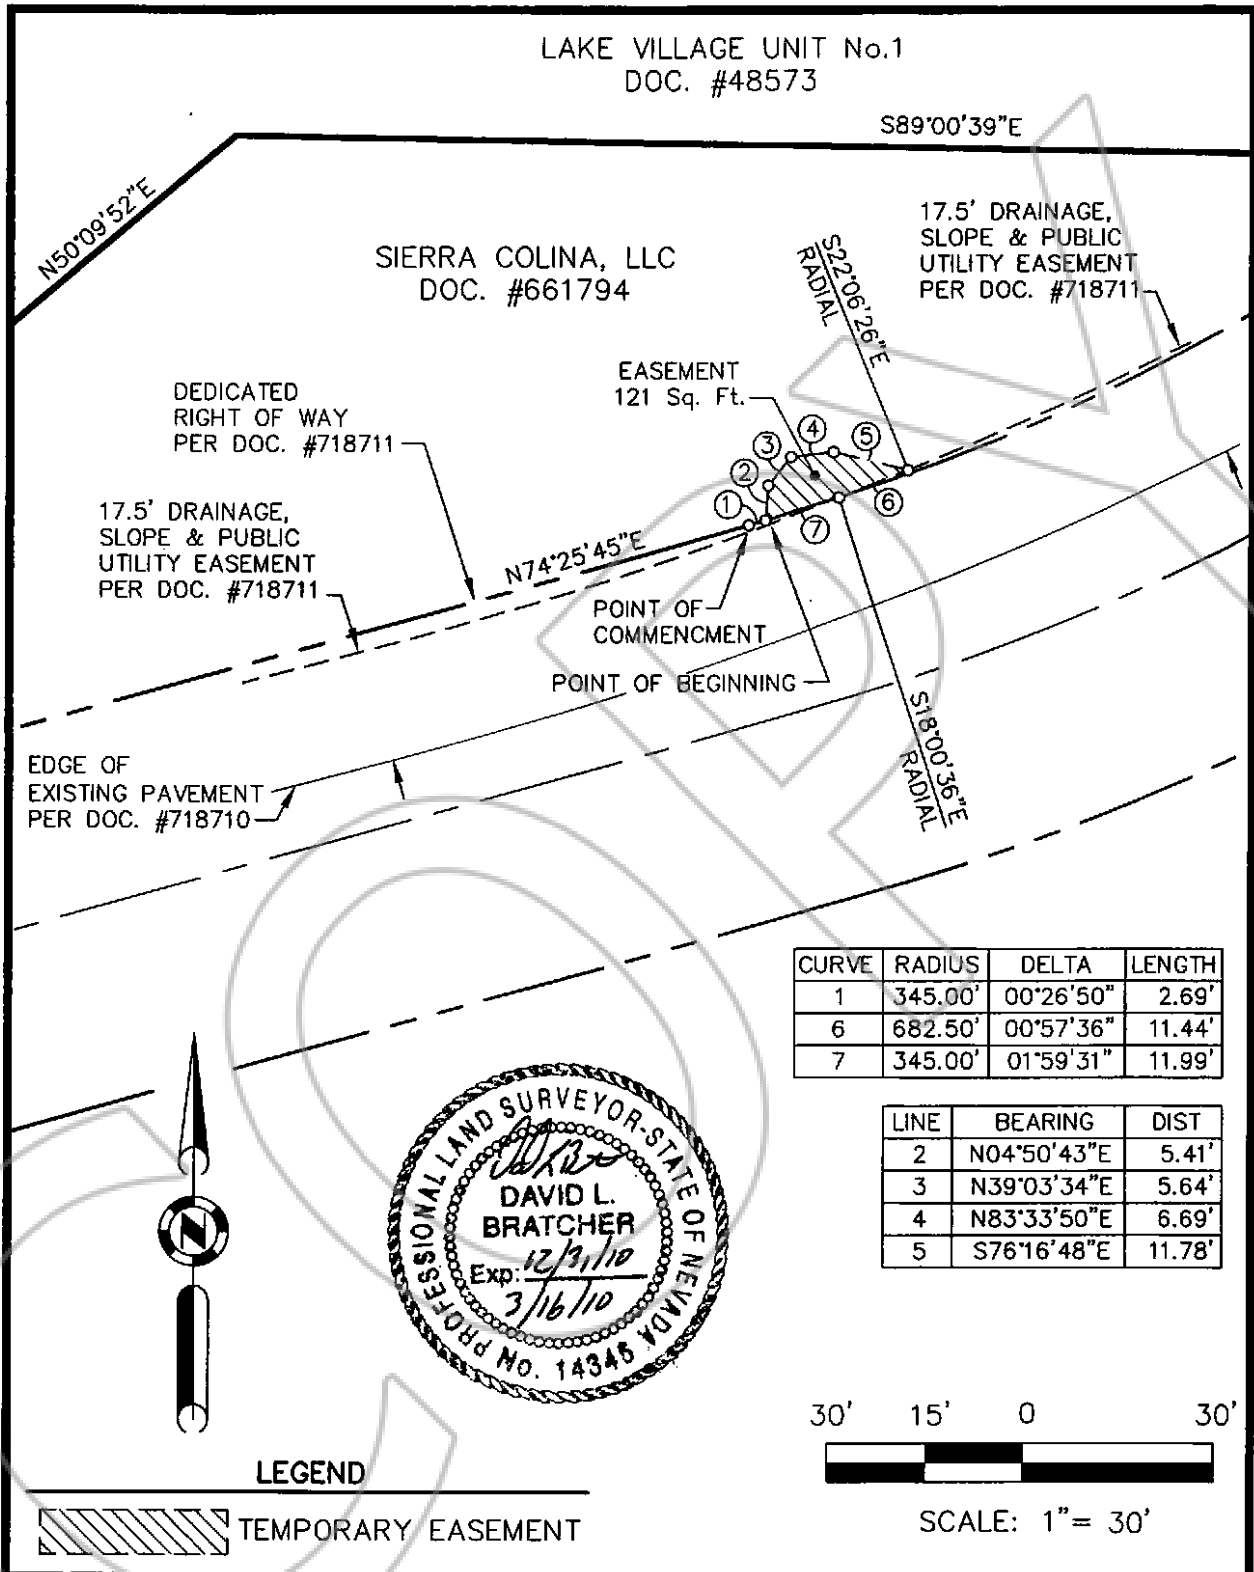 LAKE VILLAGE UNIT No.1
DOC. #48573
S89°00'39"E
N50°09'52"E
SIERRA COLINA, LLC
DOC. #661794
17.5' DRAINAGE,
SLOPE & PUBLIC
UTILITY EASEMENT
PER DOC. #718711
S22°06'26"E
RADIAL
EASEMENT
121 Sq. Ft.
DEDICATED
RIGHT OF WAY
PER DOC. #718711
17.5' DRAINAGE,
SLOPE & PUBLIC
UTILITY EASEMENT
PER DOC. #718711
1
2
3
4
5
6
7
N74°25'45"E
POINT OF
COMMENCMENT
POINT OF BEGINNING
S18°00'36"E
RADIAL
EDGE OF
EXISTING PAVEMENT
PER DOC. #718710
CURVE RADIUS DELTA LENGTH
1 345.00' 00°26'50" 2.69'
6 682.50' 00°57'36" 11.44'
7 345.00' 01°59'31" 11.99'
LINE BEARING DIST
2 N04°50'43"E 5.41'
3 N39°03'34"E 5.64'
4 N83°33'50"E 6.69'
5 S76°16'48"E 11.78'
N
PROFESSIONAL LAND SURVEYOR-STATE OF NEVADA
DAVID L.
BRATCHER
Exp: 12/31/10
3/16/10
No. 14345
30' 15' 0 30'
SCALE: 1"= 30'
LEGEND
TEMPORARY EASEMENT
COPY